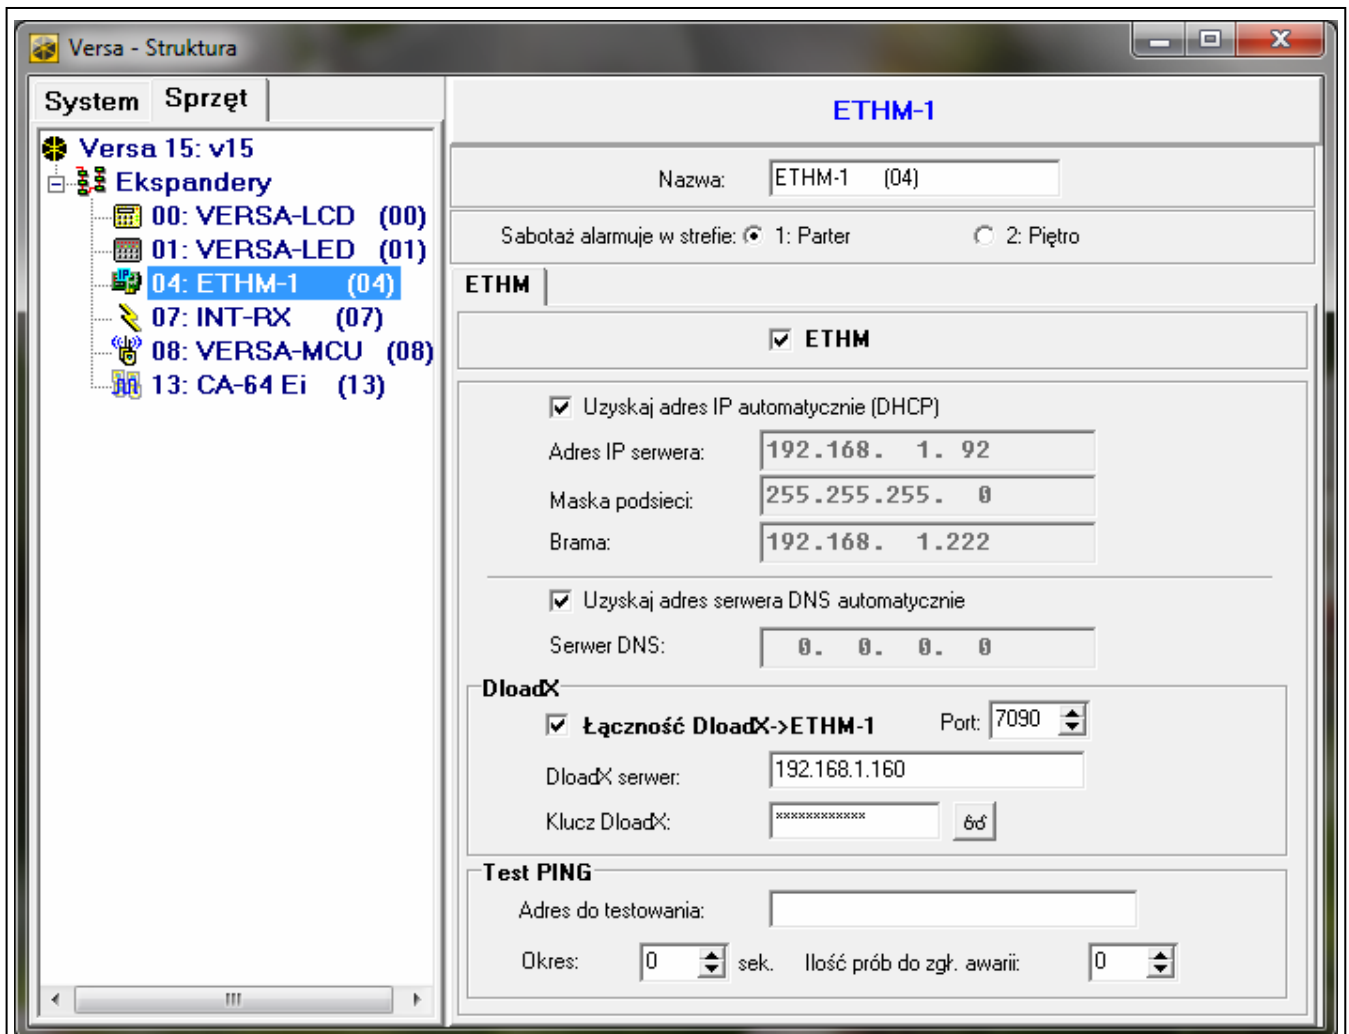 Versa - Struktura
System Sprzęt
Versa 15: v15
Ekspandery
00: VERSA-LCD (00)
01: VERSA-LED (01)
04: ETHM-1 (04)
07: INT-RX (07)
08: VERSA-MCU (08)
13: CA-64 Ei (13)
ETHM-1
Nazwa: ETHM-1 (04)
Sabotaż alarmuje w strefie: 1: Parter 2: Piętro
ETHM
ETHM
Uzyskaj adres IP automatycznie (DHCP)
Adres IP serwera: 192.168. 1. 92
Maska podsieci: 255.255.255. 0
Brama: 192.168. 1.222
Uzyskaj adres serwera DNS automatycznie
Serwer DNS: 0. 0. 0. 0
DloadX
Łączność DloadX->ETHM-1 Port: 7090
DloadX serwer: 192.168.1.160
Klucz DloadX: xxxxxxxxxxxx
Test PING
Adres do testowania:
Okres: 0 sek. Ilość prób do zgł. awarii: 0